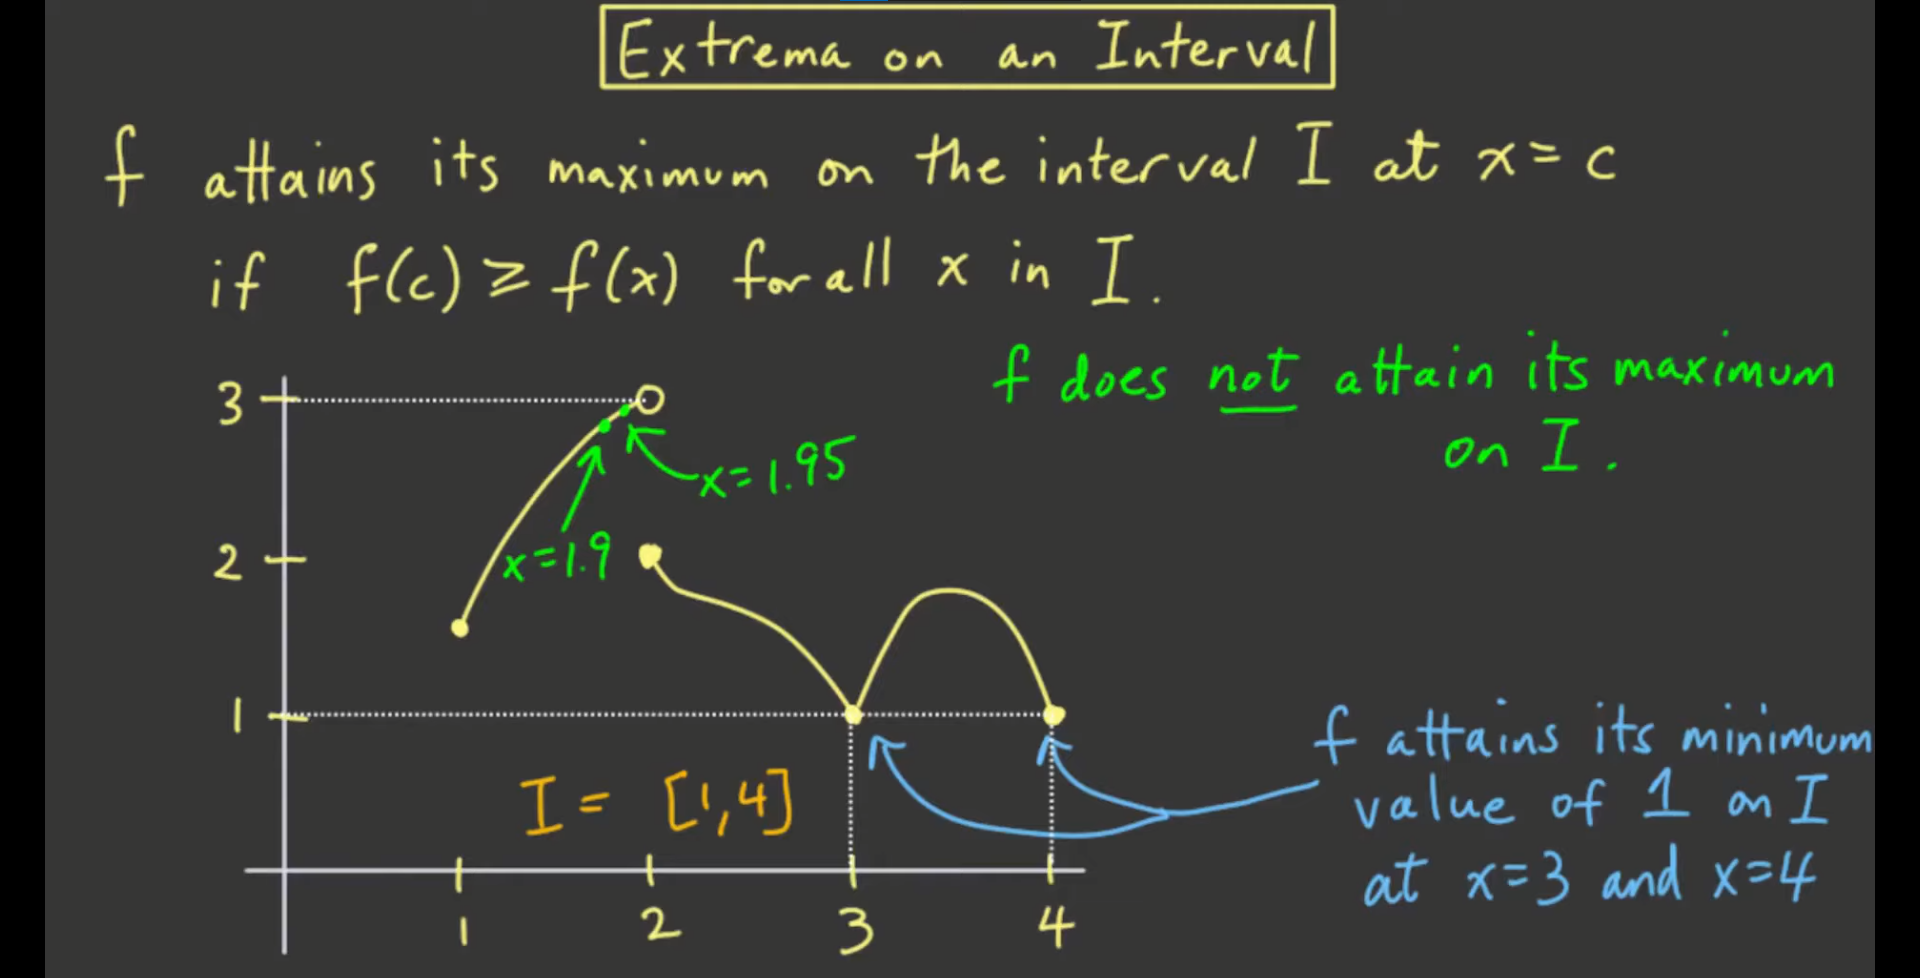 Extrema on an Interval
f attains its maximum on the interval I at x = c
if f(c) ≥ f(x) for all x in I.
f does not attain its maximum
on I.
3
x = 1.95
x = 1.9
2
1
I = [1,4]
f attains its minimum
value of 1 on I
at x=3 and x=4
1 2 3 4